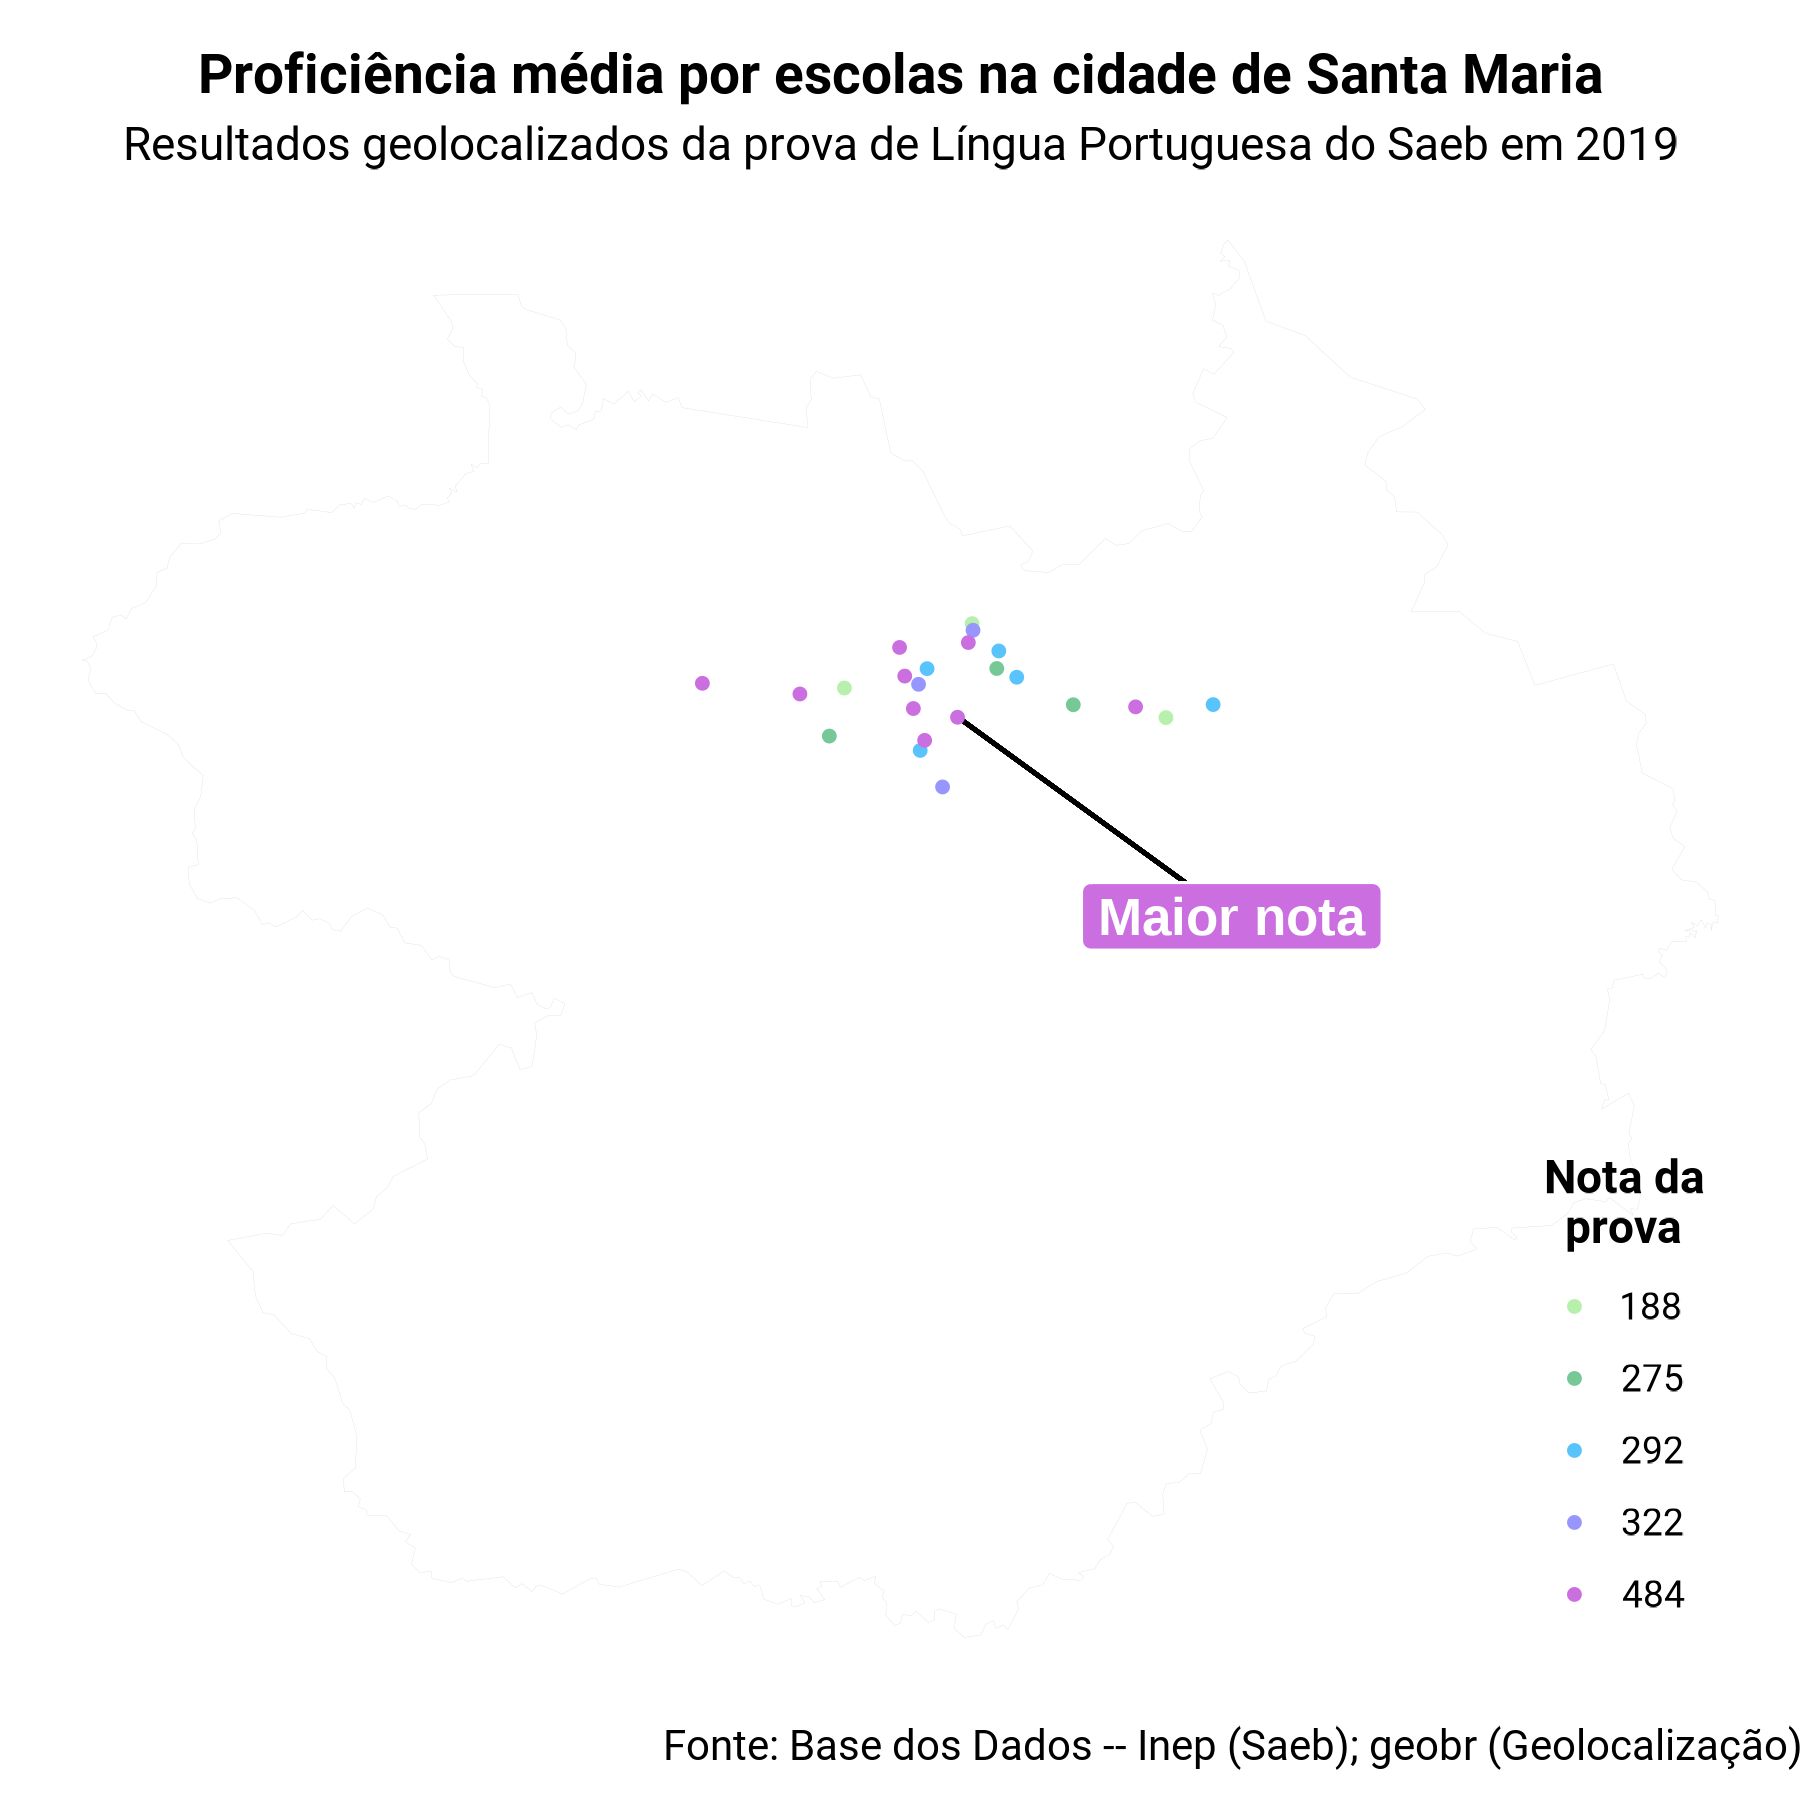 Proficiência média por escolas na cidade de Santa Maria
Resultados geolocalizados da prova de Língua Portuguesa do Saeb em 2019
Maior nota
Nota da
prova
188
275
292
322
484
Fonte: Base dos Dados -- Inep (Saeb); geobr (Geolocalização)